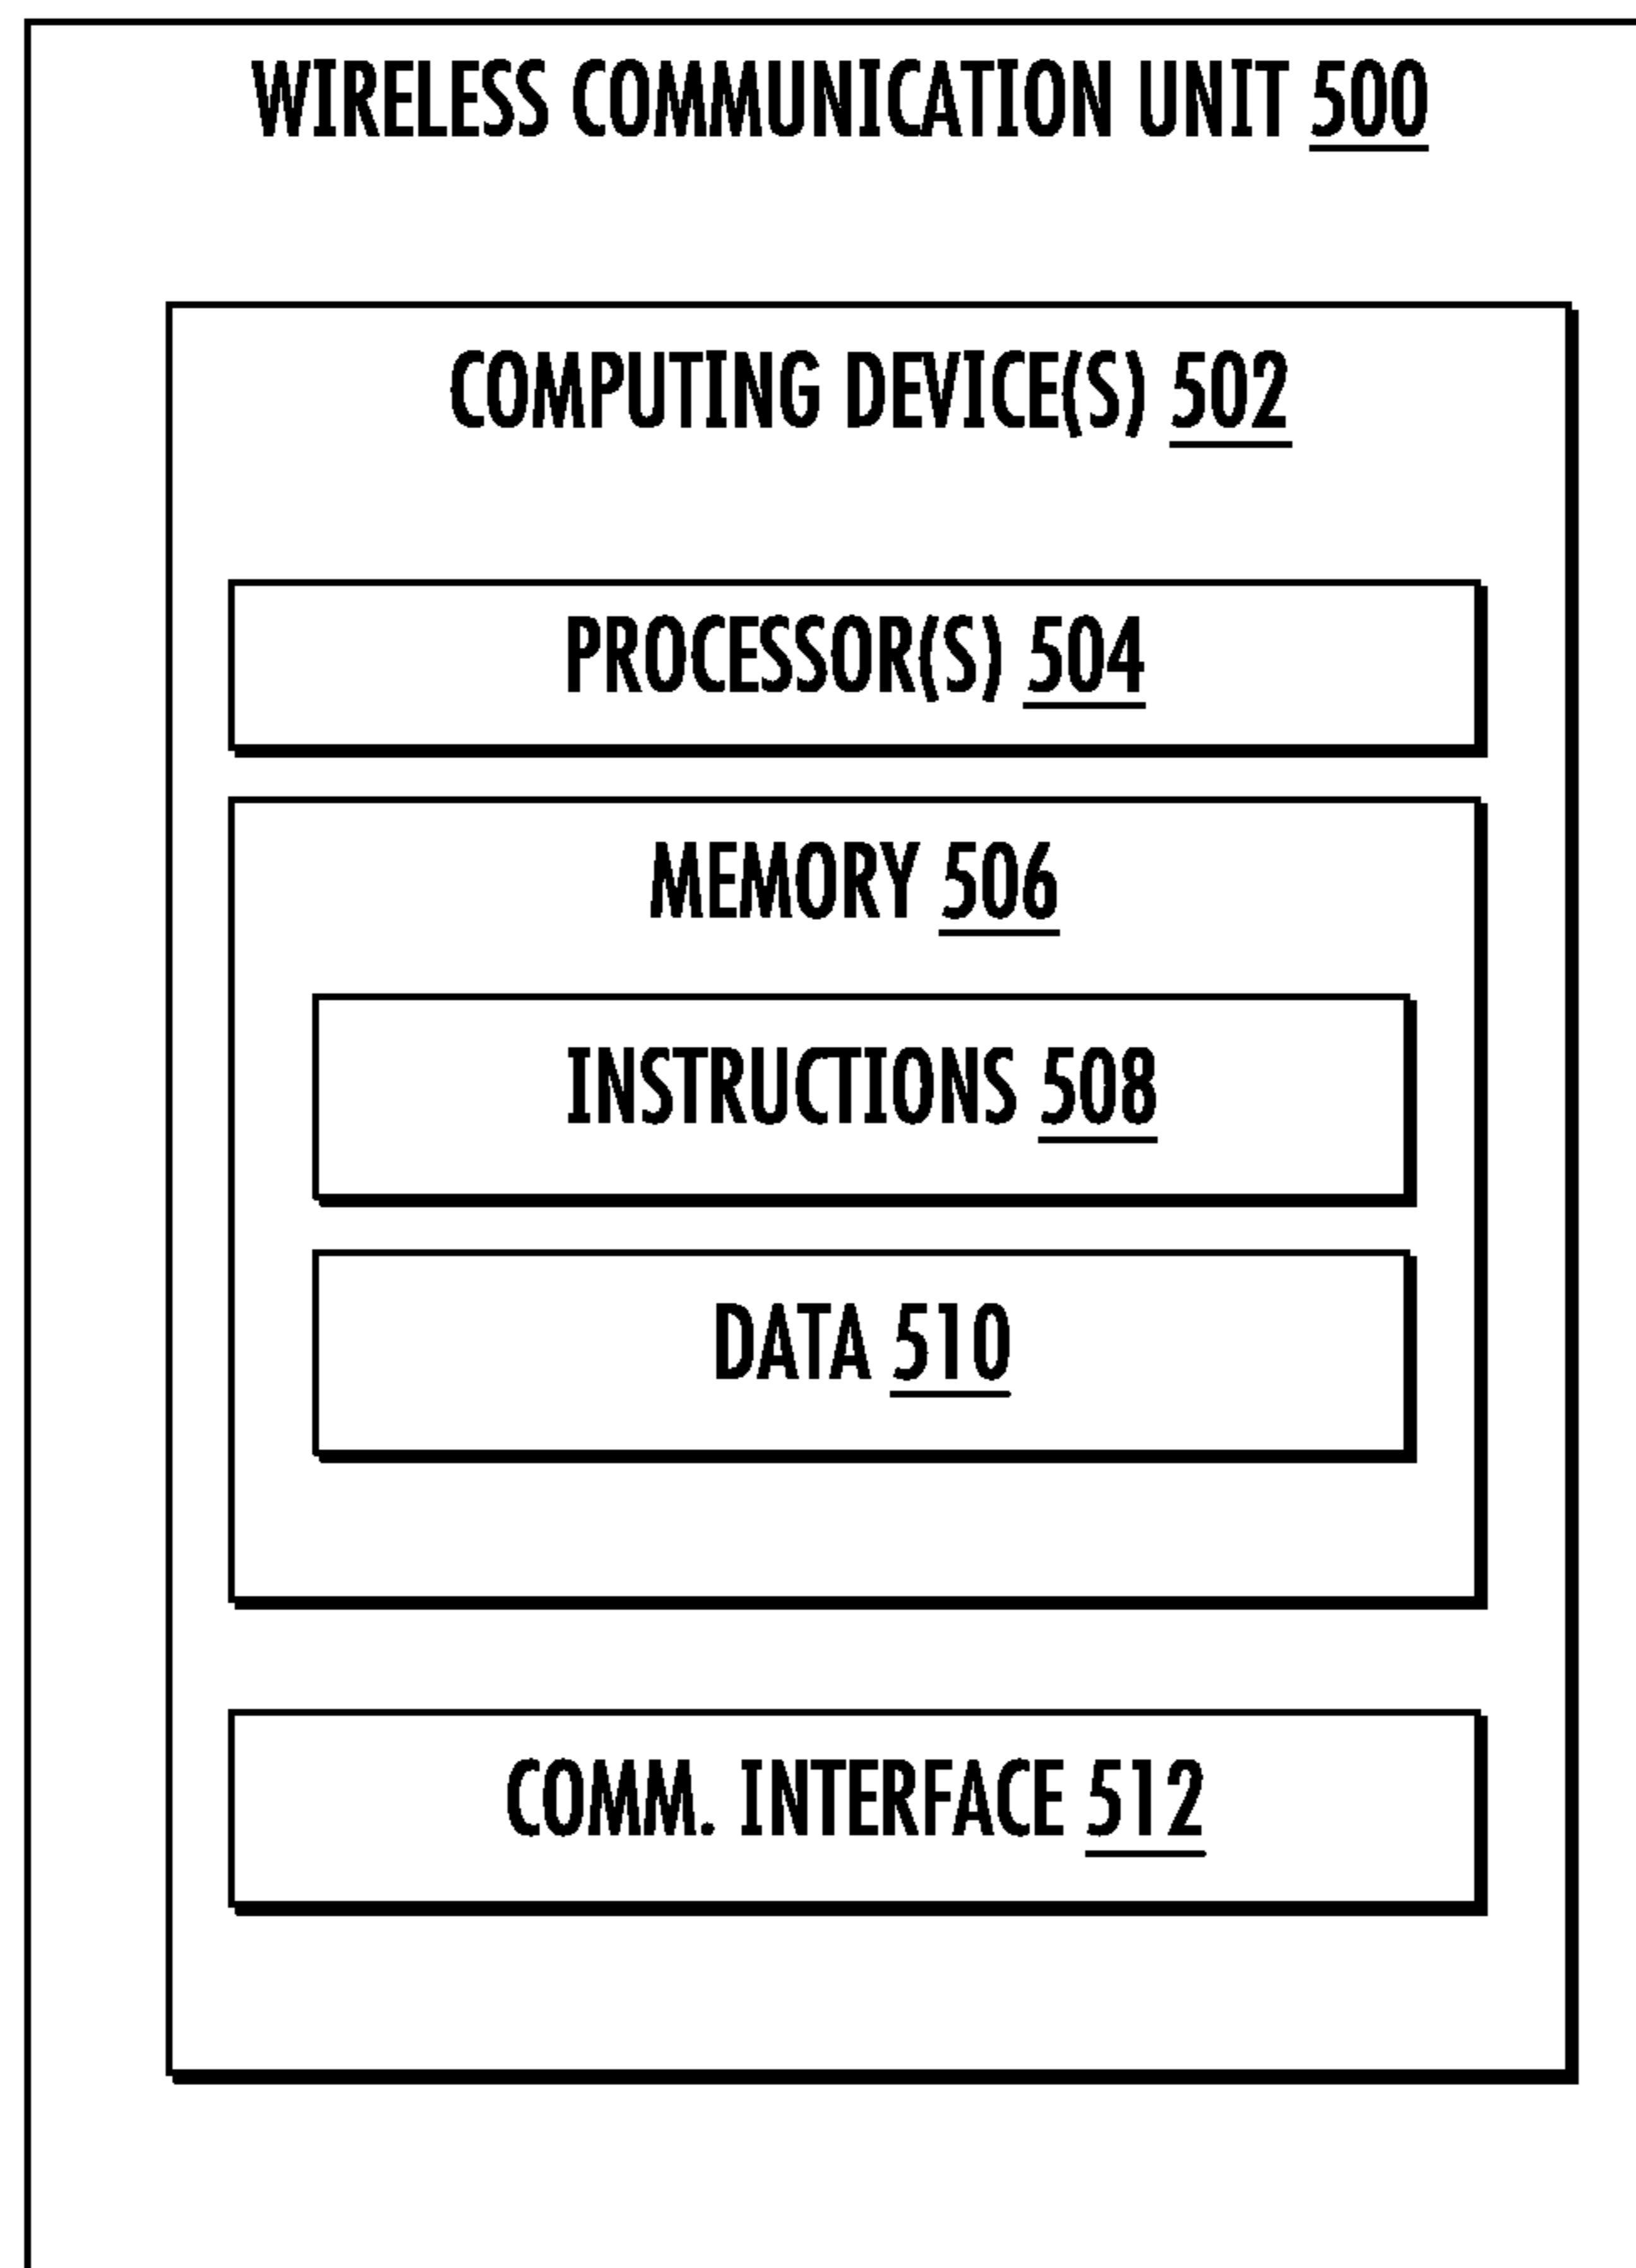 WIRELESS COMMUNICATION UNIT 500
COMPUTING DEVICE(S) 502
PROCESSOR(S) 504
MEMORY 506
INSTRUCTIONS 508
DATA 510
COMM. INTERFACE 512